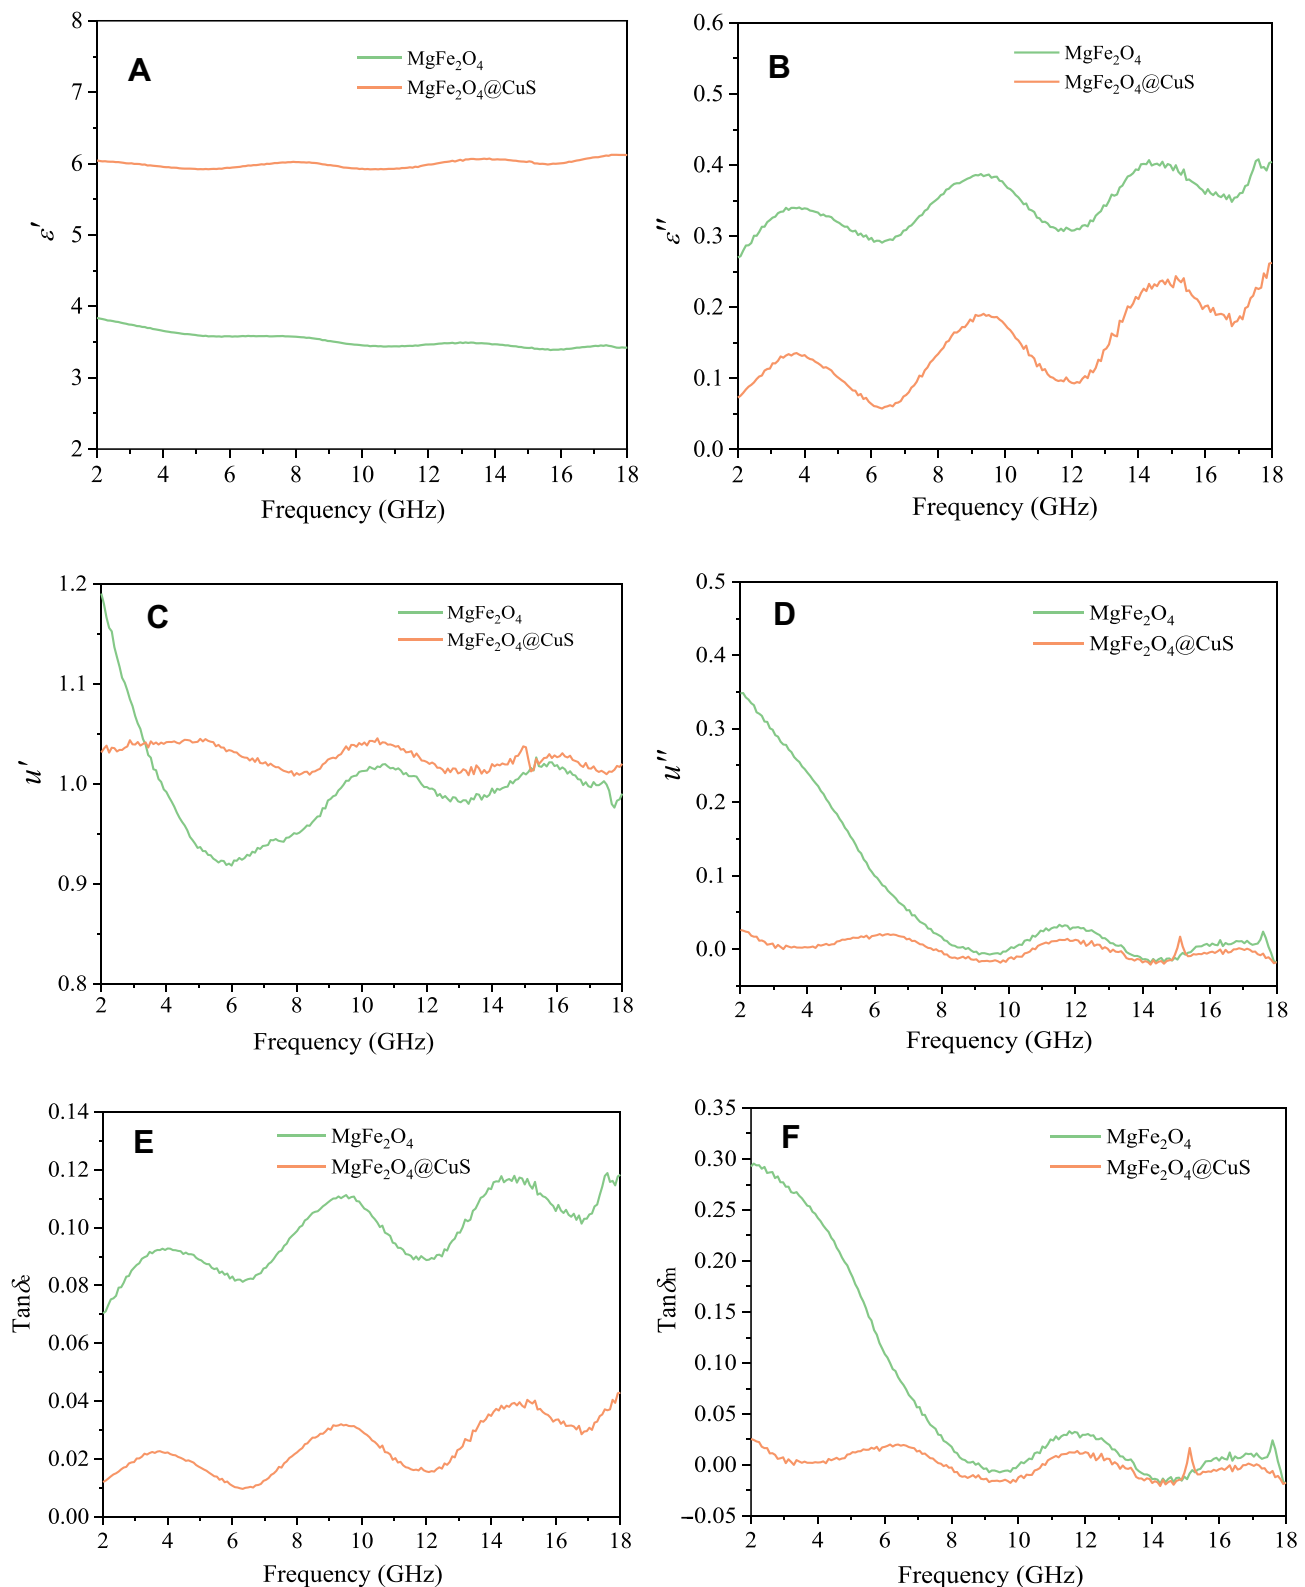 A
MgFe₂O₄
MgFe₂O₄@CuS
8
7
6
5
4
3
2
ε′
2 4 6 8 10 12 14 16 18
Frequency (GHz)
B
MgFe₂O₄
MgFe₂O₄@CuS
0.6
0.5
0.4
0.3
0.2
0.1
0.0
ε″
2 4 6 8 10 12 14 16 18
Frequency (GHz)
C
MgFe₂O₄
MgFe₂O₄@CuS
1.2
1.1
1.0
0.9
0.8
u′
2 4 6 8 10 12 14 16 18
Frequency (GHz)
D
MgFe₂O₄
MgFe₂O₄@CuS
0.5
0.4
0.3
0.2
0.1
0.0
u″
2 4 6 8 10 12 14 16 18
Frequency (GHz)
E
MgFe₂O₄
MgFe₂O₄@CuS
0.14
0.12
0.10
0.08
0.06
0.04
0.02
0.00
Tanδe
2 4 6 8 10 12 14 16 18
Frequency (GHz)
F
MgFe₂O₄
MgFe₂O₄@CuS
0.35
0.30
0.25
0.20
0.15
0.10
0.05
0.00
−0.05
Tanδm
2 4 6 8 10 12 14 16 18
Frequency (GHz)